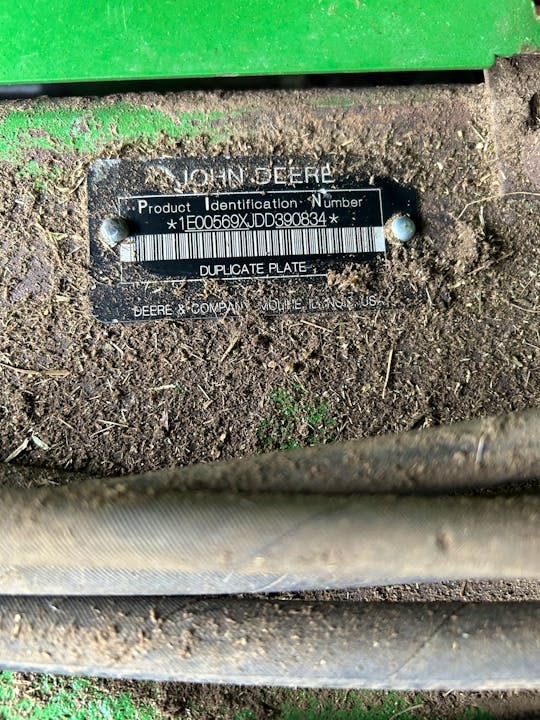 JOHN DEERE
Product Identification Number
*1E00569XJDD390834*
DUPLICATE PLATE
DEERE & COMPANY MOLINE, ILLINOIS USA